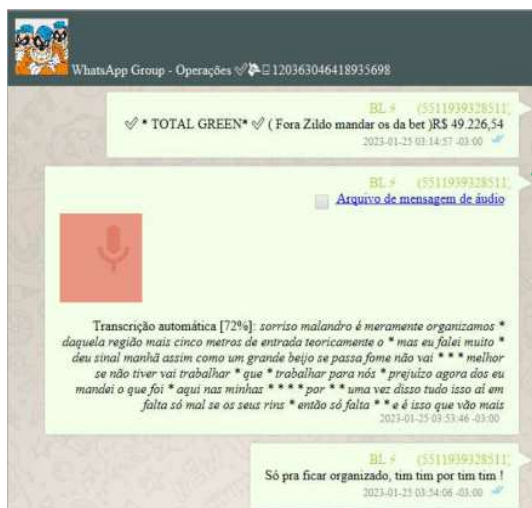 WhatsApp Group - Operações 120363046418935698
BL ⚡ (5511939328511)
✅ * TOTAL GREEN* ✅ ( Fora Zildo mandar os da bet )R$ 49.226,54
2023-01-25 03:14:57 -03:00
BL ⚡ (5511939328511)
Arquivo de mensagem de áudio
Transcrição automática [72%]: sorriso malandro é meramente organizamos *
daquela região mais cinco metros de entrada teoricamente o * mas eu falei muito *
deu sinal manhã assim como um grande beijo se passa fome não vai * * * melhor
se não tiver vai trabalhar * que * trabalhar para nós * prejuízo agora dos eu
mandei o que foi * aqui nas minhas * * * * por * * uma vez disso tudo isso aí em
falta só mal se os seus rins * então só falta * * e é isso que vão mais
2023-01-25 03:53:46 -03:00
BL ⚡ (5511939328511)
Só pra ficar organizado, tim tim por tim tim !
2023-01-25 03:54:06 -03:00